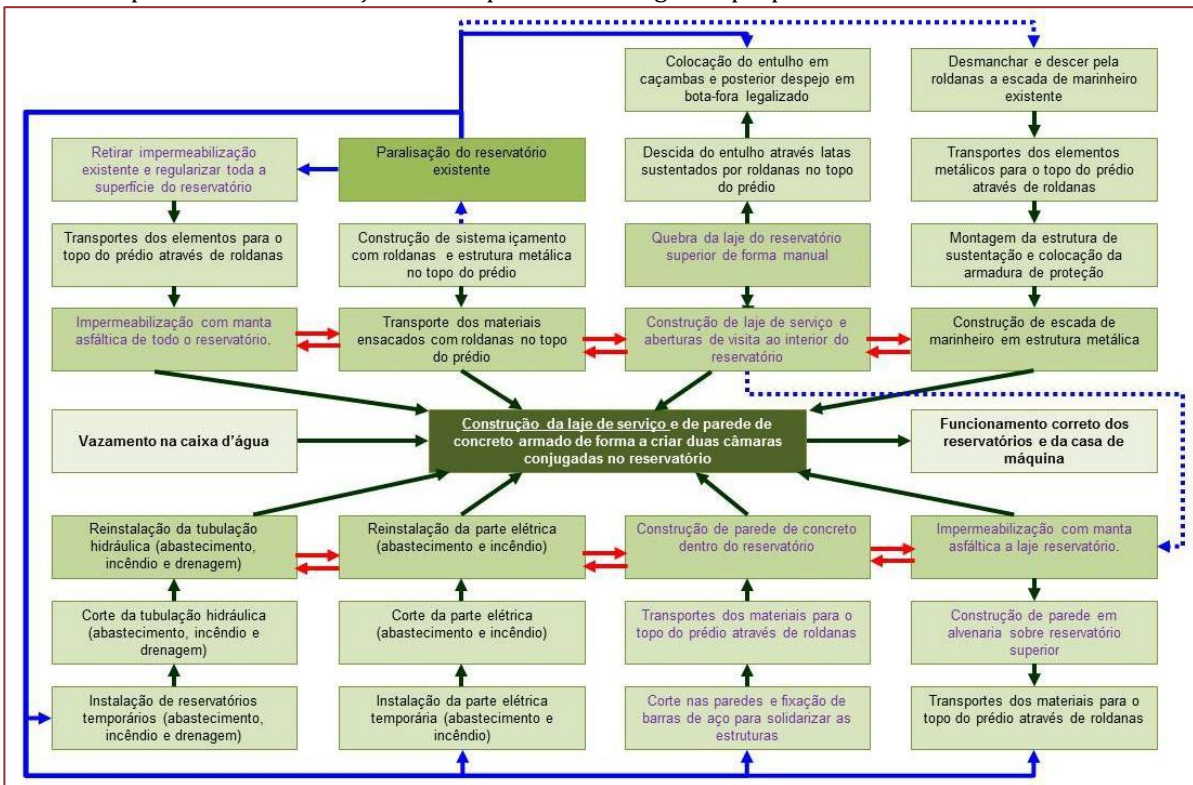 Colocação do entulho em
caçambas e posterior despejo em
bota-fora legalizado
Desmanchar e descer pela
roldanas a escada de marinheiro
existente
Retirar impermeabilização
existente e regularizar toda a
superfície do reservatório
Paralisação do reservatório
existente
Descida do entulho através latas
sustentados por roldanas no topo
do prédio
Transportes dos elementos
metálicos para o topo do prédio
através de roldanas
Transportes dos elementos para o
topo do prédio através de roldanas
Construção de sistema içamento
com roldanas e estrutura metálica
no topo do prédio
Quebra da laje do reservatório
superior de forma manual
Montagem da estrutura de
sustentação e colocação da
armadura de proteção
Impermeabilização com manta
asfáltica de todo o reservatório.
Transporte dos materiais
ensacados com roldanas no topo
do prédio
Construção de laje de serviço e
aberturas de visita ao interior do
reservatório
Construção de escada de
marinheiro em estrutura metálica
Vazamento na caixa d'água
Construção da laje de serviço e de parede de
concreto armado de forma a criar duas câmaras
conjugadas no reservatório
Funcionamento correto dos
reservatórios e da casa de
máquina
Reinstalação da tubulação
hidráulica (abastecimento,
incêndio e drenagem)
Reinstalação da parte elétrica
(abastecimento e incêndio)
Construção de parede de concreto
dentro do reservatório
Impermeabilização com manta
asfáltica a laje reservatório.
Corte da tubulação hidráulica
(abastecimento, incêndio e
drenagem)
Corte da parte elétrica
(abastecimento e incêndio)
Transportes dos materiais para o
topo do prédio através de roldanas
Construção de parede em
alvenaria sobre reservatório
superior
Instalação de reservatórios
temporários (abastecimento,
incêndio e drenagem)
Instalação da parte elétrica
temporária (abastecimento e
incêndio)
Corte nas paredes e fixação de
barras de aço para solidarizar as
estruturas
Transportes dos materiais para o
topo do prédio através de roldanas